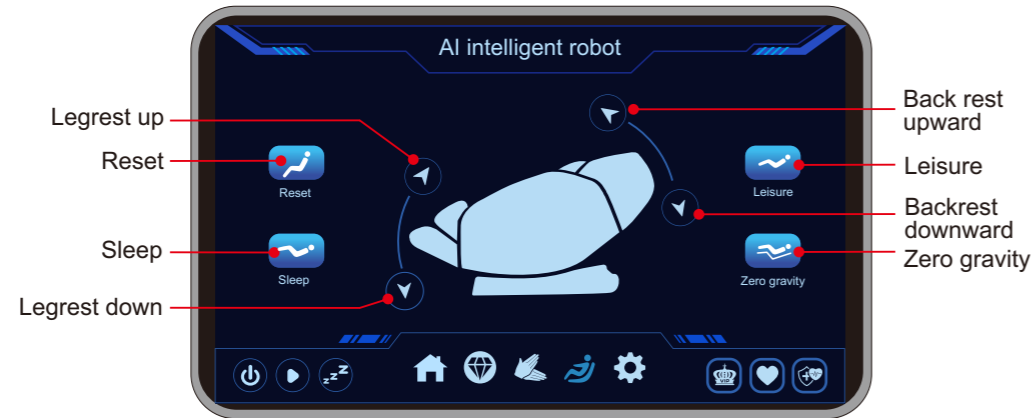 AI intelligent robot
Legrest up
Reset
Sleep
Legrest down
Reset
Sleep
Back rest
upward
Leisure
Backrest
downward
Zero gravity
Leisure
Zero gravity
zzZ
VIP